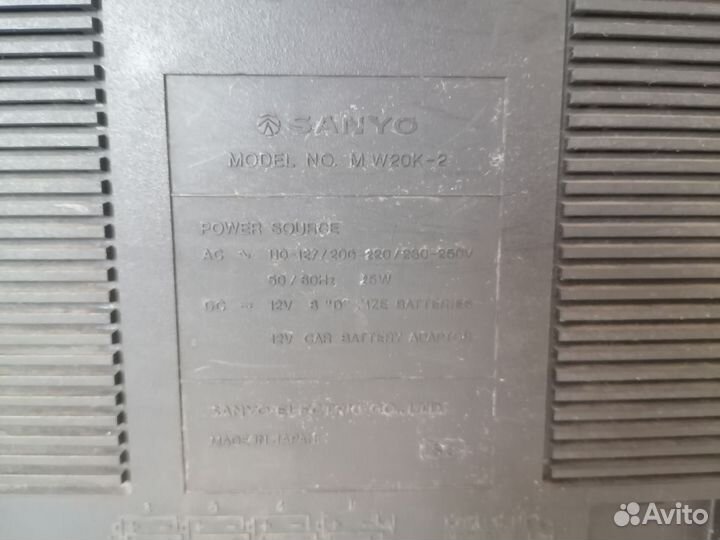 SANYO
MODEL NO. M W20K-2
POWER SOURCE
AC ~ 110-127/200-220/230-250V
50/60Hz 25W
DC 12V 8 "D" SIZE BATTERIES
12V CAR BATTERY ADAPTOR
SANYO ELECTRIC CO., LTD.
MADE IN JAPAN
Avito